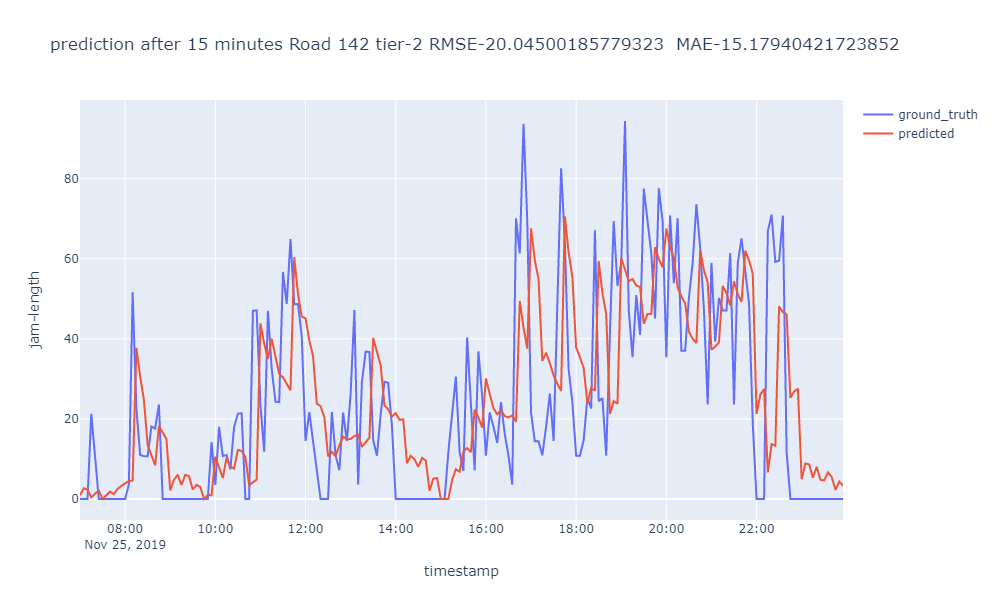 prediction after 15 minutes Road 142 tier-2 RMSE-20.04500185779323  MAE-15.17940421723852
ground_truth
predicted
80
60
40
20
0
jam-length
08:00 10:00 12:00 14:00 16:00 18:00 20:00 22:00
Nov 25, 2019
timestamp